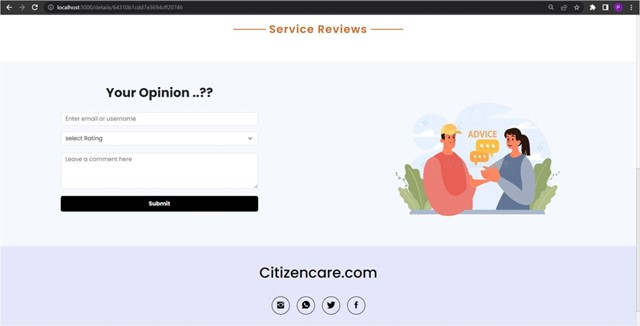 localhost:3000/details/64310b1cdd7e3694uff20746
P
Service Reviews
Your Opinion ..??
Enter email or username
select Rating
Leave a comment here
Submit
ADVICE
Citizencare.com